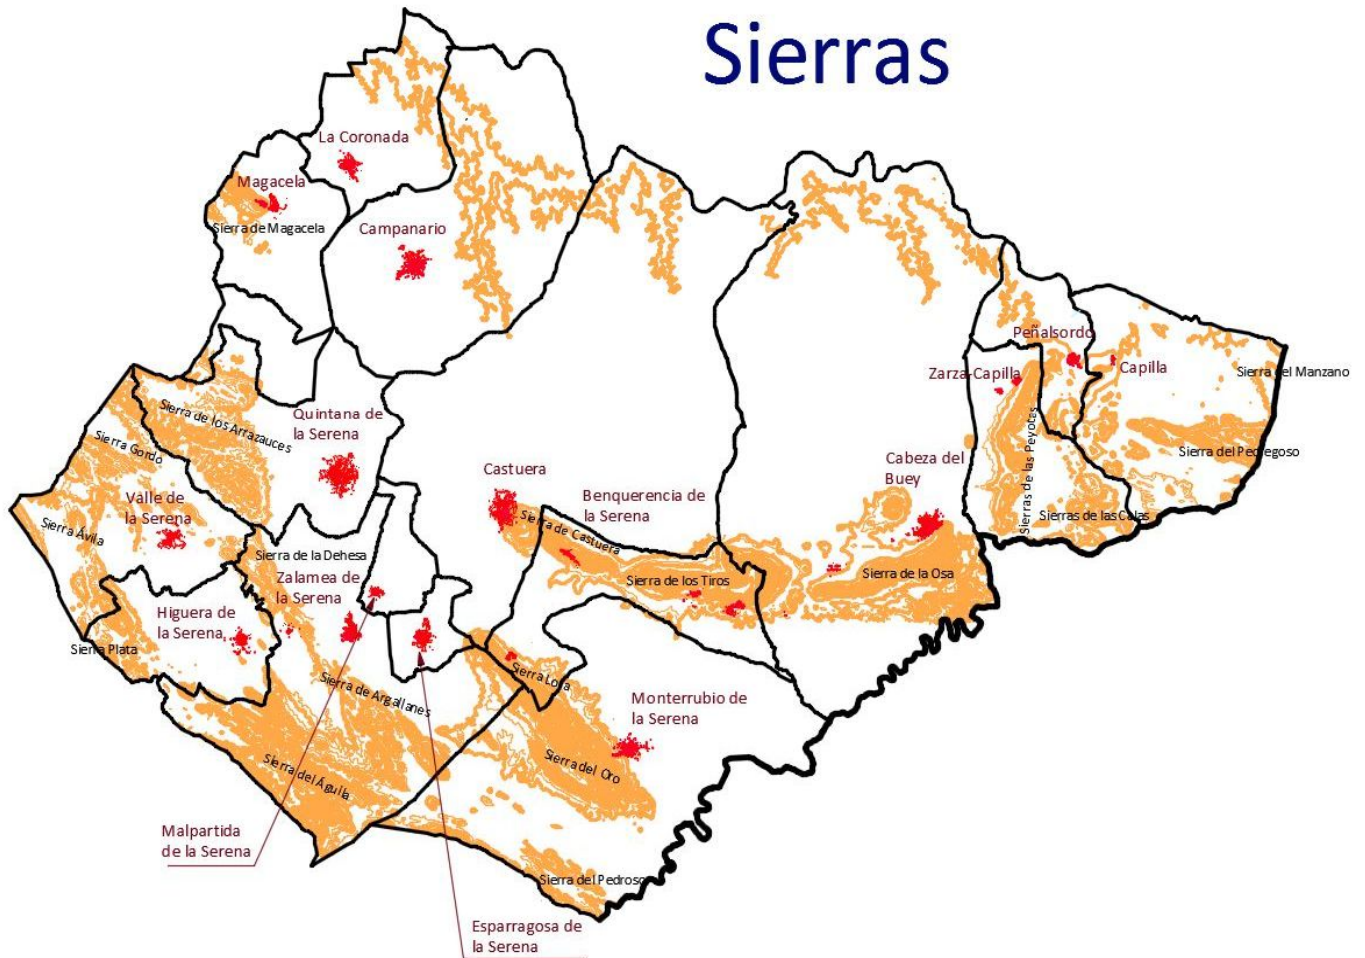 Sierras
La Coronada
Magacela
Sierra de Magacela
Campanario
Peñalsordo
Zarza-Capilla
Capilla
Sierra del Manzano
Quintana de
la Serena
Sierra de los Arrazauces
Sierra Gordo
Castuera
Cabeza del
Buey
Sierra del Pedregoso
Sierras de las Peyotes
Benquerencia de
la Serena
Valle de
la Serena
Sierra Ávila
Sierra de Castuera
Sierras de las Calas
Sierra de la Dehesa
Zalamea de
la Serena
Sierra de los Tiros
Sierra de la Osa
Higuera de
la Serena
Sierra Plata
Sierra de Argallanes
Sierra Lora
Monterrubio de
la Serena
Sierra del Oro
Sierra del Águila
Malpartida
de la Serena
Sierra del Pedroso
Esparragosa de
la Serena